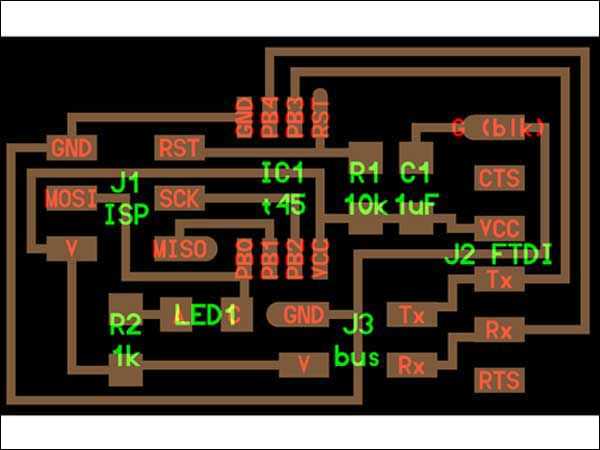 GND
PB4
PB3
RST
G (blk)
GND
RST
IC1
t45
R1
10k
C1
1uF
CTS
J1
ISP
MOSI
SCK
VCC
V
MISO
PB0
PB1
PB2
VCC
J2 FTDI
Tx
R2
1k
LED1
C
GND
J3
bus
Tx
Rx
V
Rx
RTS